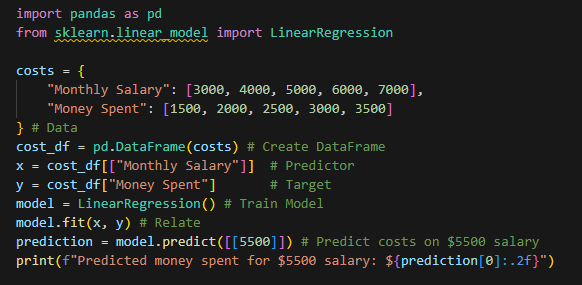 import pandas as pd
from sklearn.linear_model import LinearRegression

costs = {
    "Monthly Salary": [3000, 4000, 5000, 6000, 7000],
    "Money Spent": [1500, 2000, 2500, 3000, 3500]
} # Data
cost_df = pd.DataFrame(costs) # Create DataFrame
x = cost_df[["Monthly Salary"]]  # Predictor
y = cost_df["Money Spent"]       # Target
model = LinearRegression() # Train Model
model.fit(x, y) # Relate
prediction = model.predict([[5500]]) # Predict costs on $5500 salary
print(f"Predicted money spent for $5500 salary: ${prediction[0]:.2f}")